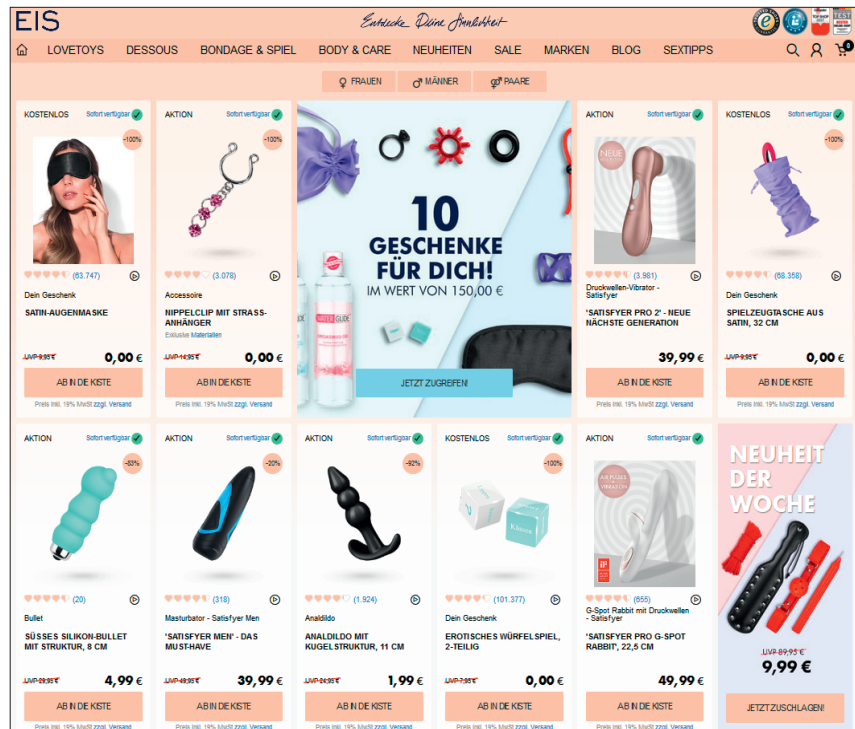 EIS
Entdecke Deine Sinnlichkeit
LOVETOYS
DESSOUS
BONDAGE & SPIEL
BODY & CARE
NEUHEITEN
SALE
MARKEN
BLOG
SEXTIPPS
0
FRAUEN
MÄNNER
PAARE
KOSTENLOS
Sofort verfügbar
-100%
(63.747)
Dein Geschenk
SATIN-AUGENMASKE
UVP 9,95 €
0,00 €
AB IN DIE KISTE
Preis inkl. 19% MwSt zzgl. Versand
AKTION
Sofort verfügbar
-100%
(3.078)
Accessoire
NIPPELCLIP MIT STRASS-
ANHÄNGER
Exklusive Materialien
UVP 14,95 €
0,00 €
AB IN DIE KISTE
Preis inkl. 19% MwSt zzgl. Versand
10
GESCHENKE
FÜR DICH!
IM WERT VON 150,00 €
WATERGLIDE
JETZT ZUGREIFEN!
AKTION
Sofort verfügbar
NEUE
(3.981)
Druckwellen-Vibrator -
Satisfyer
'SATISFYER PRO 2' - NEUE
NÄCHSTE GENERATION
39,99 €
AB IN DIE KISTE
Preis inkl. 19% MwSt zzgl. Versand
KOSTENLOS
Sofort verfügbar
-100%
(68.358)
Dein Geschenk
SPIELZEUGTASCHE AUS
SATIN, 32 CM
UVP 9,95 €
0,00 €
AB IN DIE KISTE
Preis inkl. 19% MwSt zzgl. Versand
AKTION
Sofort verfügbar
-83%
(20)
Bullet
SÜSSES SILIKON-BULLET
MIT STRUKTUR, 8 CM
UVP 29,95 €
4,99 €
AB IN DIE KISTE
Preis inkl. 19% MwSt zzgl. Versand
AKTION
Sofort verfügbar
-20%
(318)
Masturbator - Satisfyer Men
'SATISFYER MEN' - DAS
MUST-HAVE
UVP 49,95 €
39,99 €
AB IN DIE KISTE
Preis inkl. 19% MwSt zzgl. Versand
AKTION
Sofort verfügbar
-92%
(1.924)
Analdildo
ANALDILDO MIT
KUGELSTRUKTUR, 11 CM
UVP 24,95 €
1,99 €
AB IN DIE KISTE
Preis inkl. 19% MwSt zzgl. Versand
KOSTENLOS
Sofort verfügbar
-100%
Küssen
(101.377)
Dein Geschenk
EROTISCHES WÜRFELSPIEL,
2-TEILIG
UVP 7,95 €
0,00 €
AB IN DIE KISTE
Preis inkl. 19% MwSt zzgl. Versand
AKTION
Sofort verfügbar
AIR PULSES
+
VIBRATION
(655)
G-Spot Rabbit mit Druckwellen
- Satisfyer
'SATISFYER PRO G-SPOT
RABBIT', 22,5 CM
49,99 €
AB IN DIE KISTE
Preis inkl. 19% MwSt zzgl. Versand
NEUHEIT
DER
WOCHE
UVP 89,95 €
9,99 €
JETZT ZUSCHLAGEN!